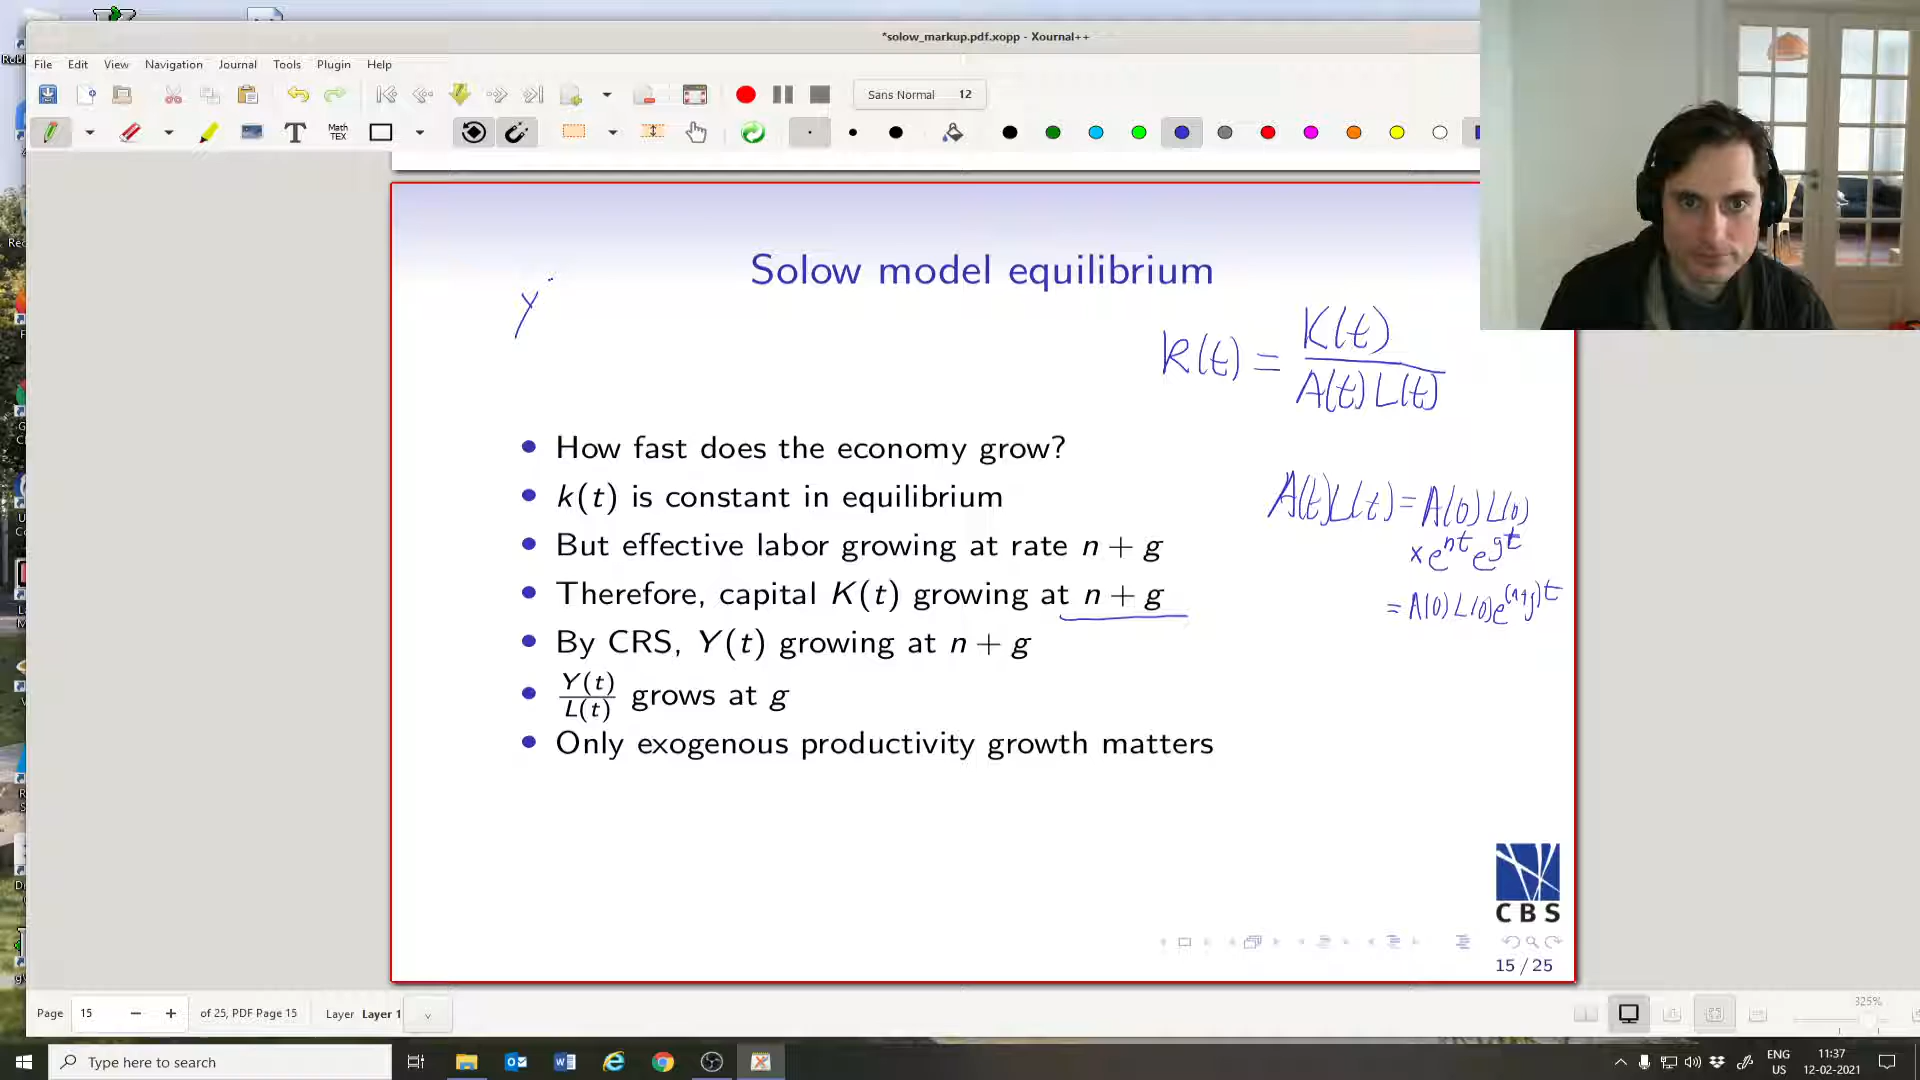 *solow_markup.pdf.xopp - Xournal++
File Edit View Navigation Journal Tools Plugin Help
Sans Normal 12
T Math TEX
Solow model equilibrium
Y
k(t) = K(t) / A(t) L(t)
• How fast does the economy grow?
• k(t) is constant in equilibrium
A(t)L(t) = A(0) L(0)
• But effective labor growing at rate n + g
x e^nt e^gt
• Therefore, capital K(t) growing at n + g
= A(0) L(0) e^(n+g)t
• By CRS, Y(t) growing at n + g
• Y(t)/L(t) grows at g
• Only exogenous productivity growth matters
CBS
15 / 25
Page 15 − + of 25, PDF Page 15 Layer Layer 1
325%
Type here to search
ENG
US
11:37
12-02-2021